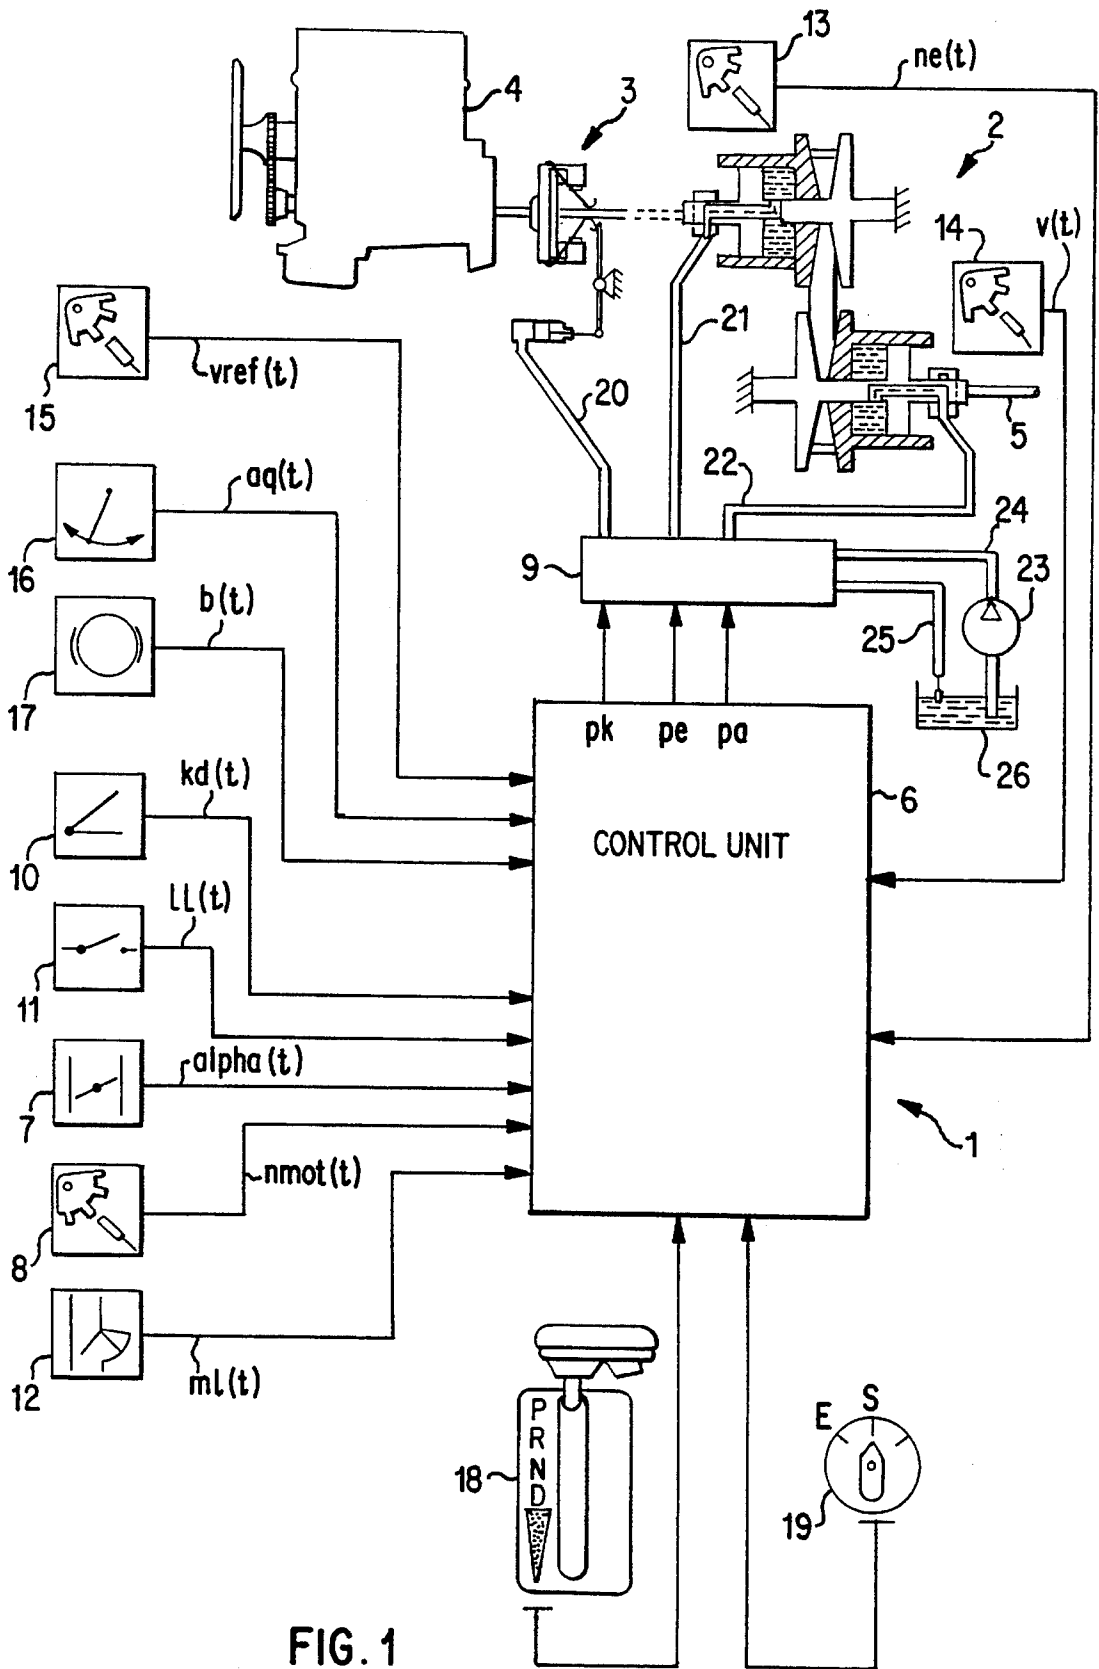 13
ne(t)
4
3
2
14
v(t)
15
vref(t)
21
20
5
22
aq(t)
16
24
9
23
b(t)
25
17
26
pk
pe
pa
kd(t)
6
10
CONTROL UNIT
LL(t)
11
alpha(t)
7
1
nmot(t)
8
12
ml(t)
P
R
N
D
18
E
S
19
FIG. 1